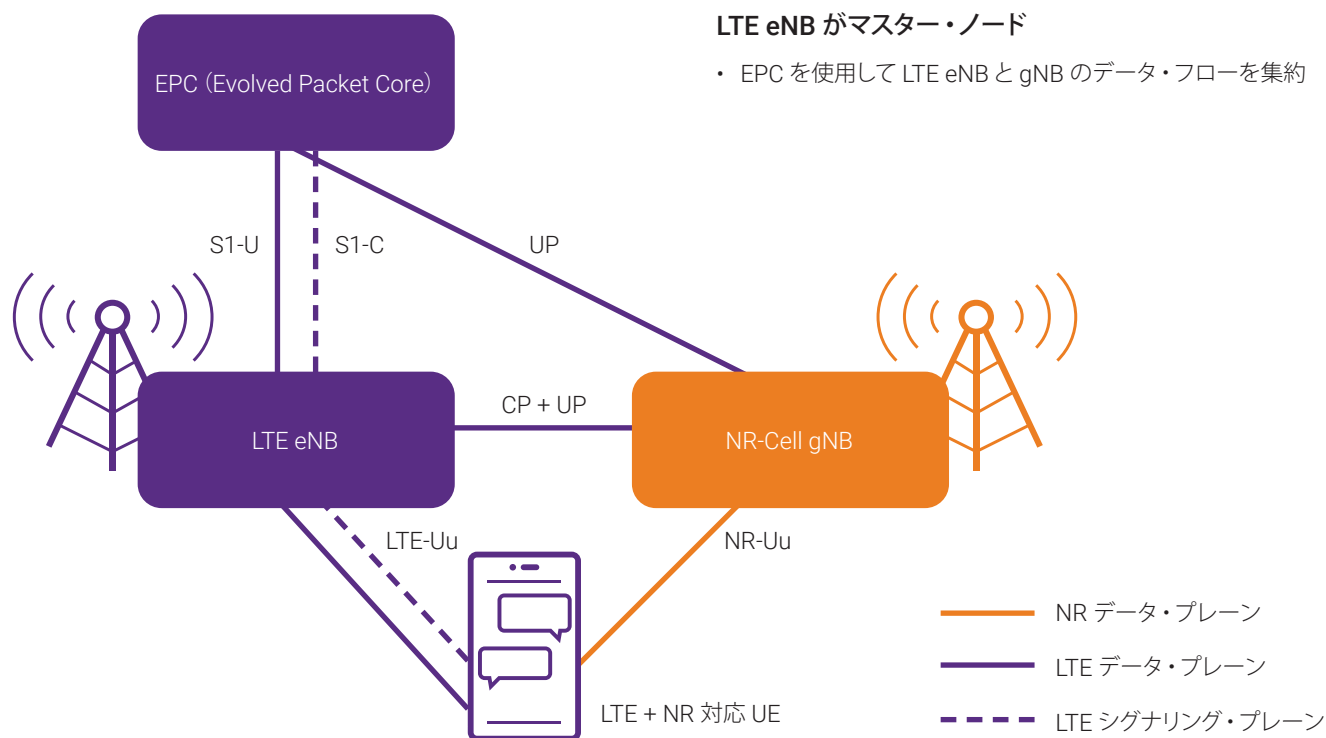 LTE eNB がマスター・ノード
• EPC を使用して LTE eNB と gNB のデータ・フローを集約
EPC（Evolved Packet Core）
S1-U
S1-C
UP
LTE eNB
CP + UP
NR-Cell gNB
LTE-Uu
NR-Uu
LTE + NR 対応 UE
NR データ・プレーン
LTE データ・プレーン
LTE シグナリング・プレーン